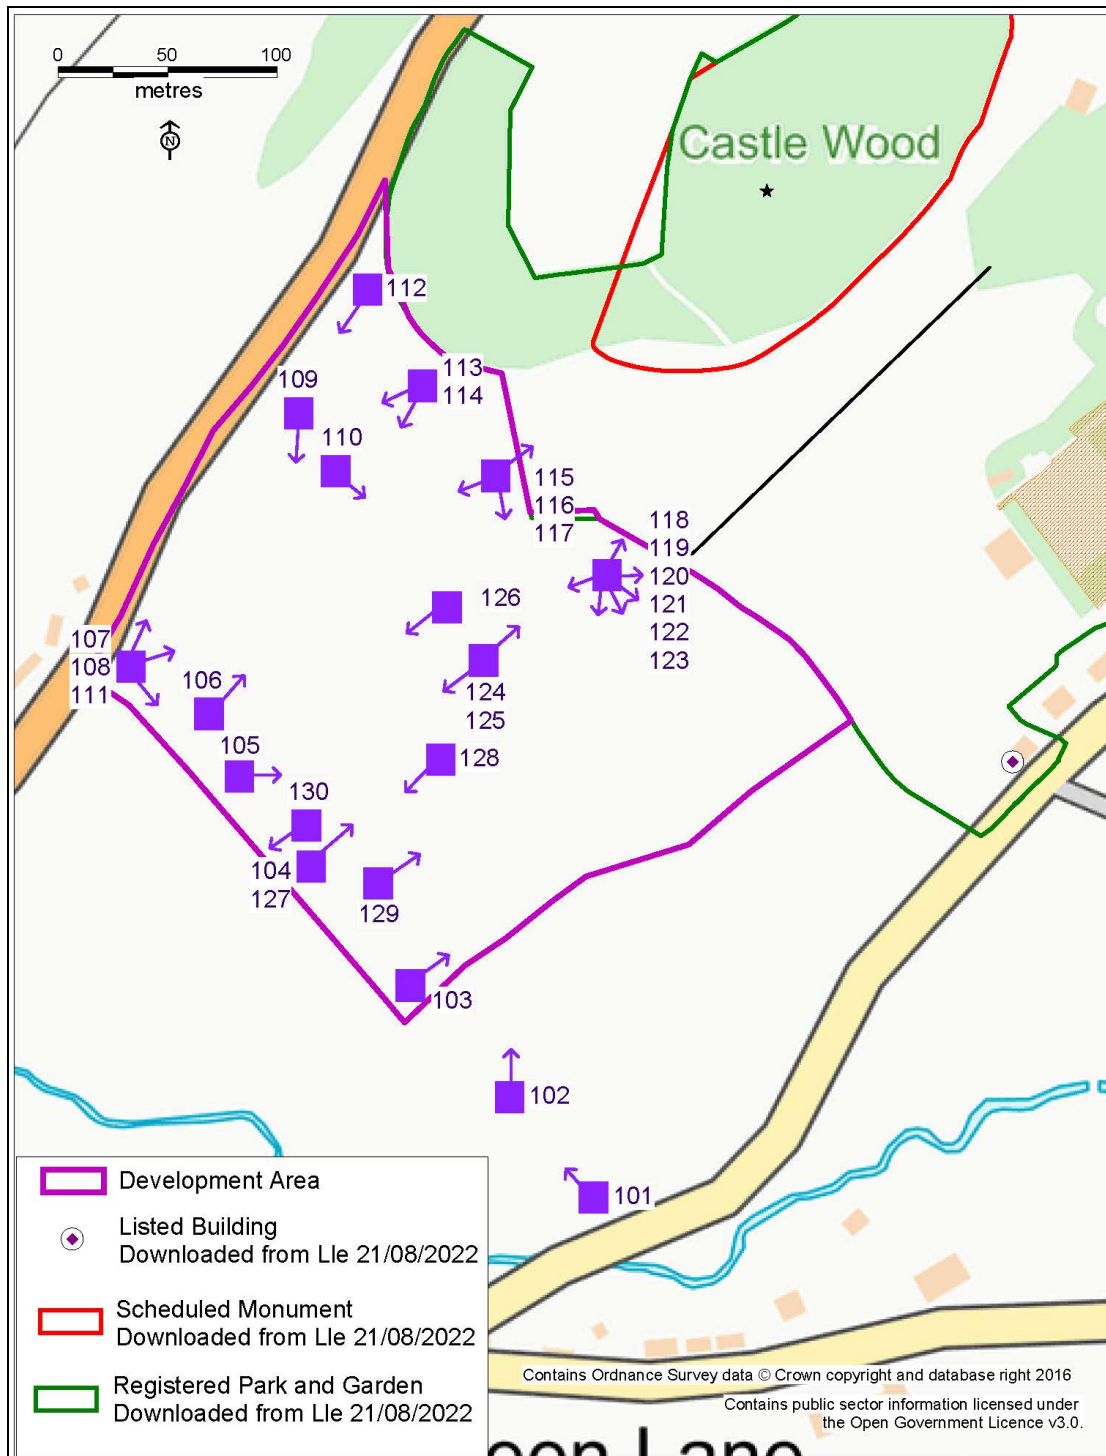 0 50 100
metres
N
Castle Wood
112
113
114
109
110
115
116
117
118
119
120
121
122
123
126
107
108
111
106
124
125
105
128
130
104
127
129
103
102
101
Development Area
Listed Building
Downloaded from Lle 21/08/2022
Scheduled Monument
Downloaded from Lle 21/08/2022
Registered Park and Garden
Downloaded from Lle 21/08/2022
Contains Ordnance Survey data © Crown copyright and database right 2016
Contains public sector information licensed under
the Open Government Licence v3.0.
Lane